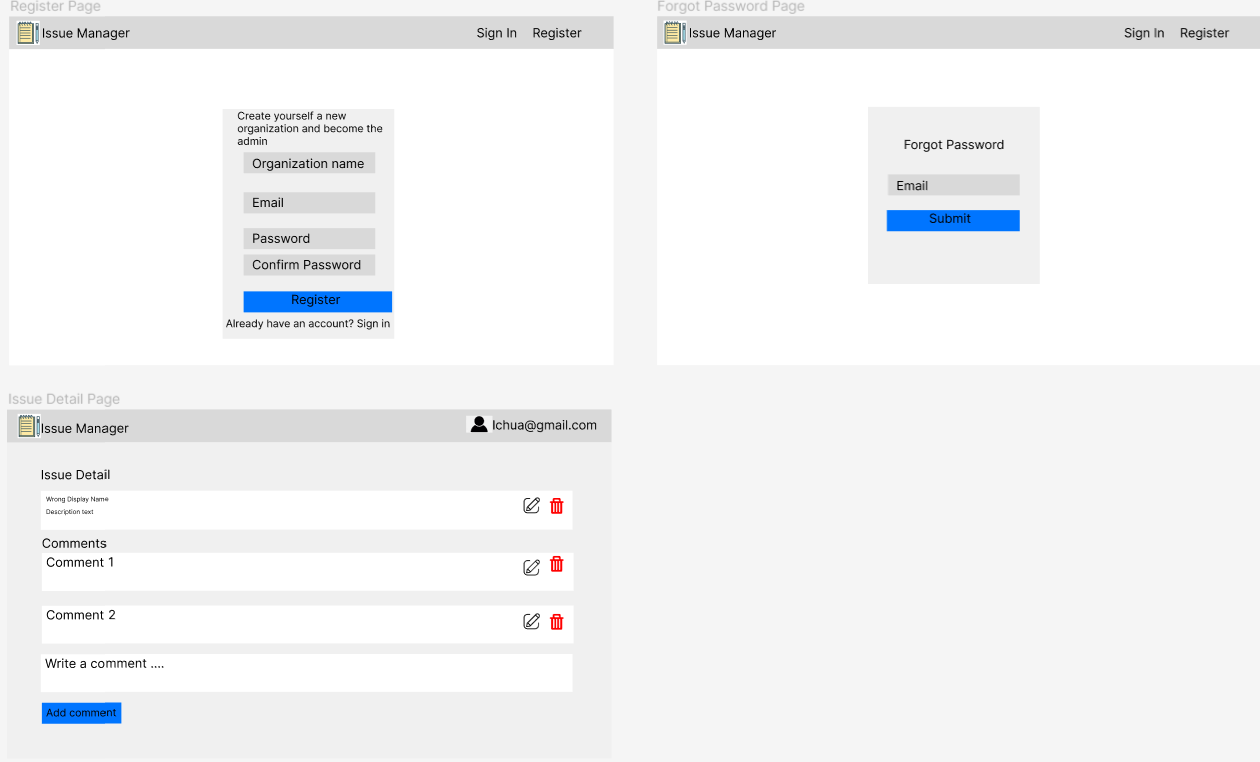 Register Page
Issue Manager
Sign In
Register
Create yourself a new
organization and become the
admin
Organization name
Email
Password
Confirm Password
Register
Already have an account? Sign in
Forgot Password Page
Issue Manager
Sign In
Register
Forgot Password
Email
Submit
Issue Detail Page
Issue Manager
lchua@gmail.com
Issue Detail
Wrong Display Name
Description text
Comments
Comment 1
Comment 2
Write a comment ....
Add comment